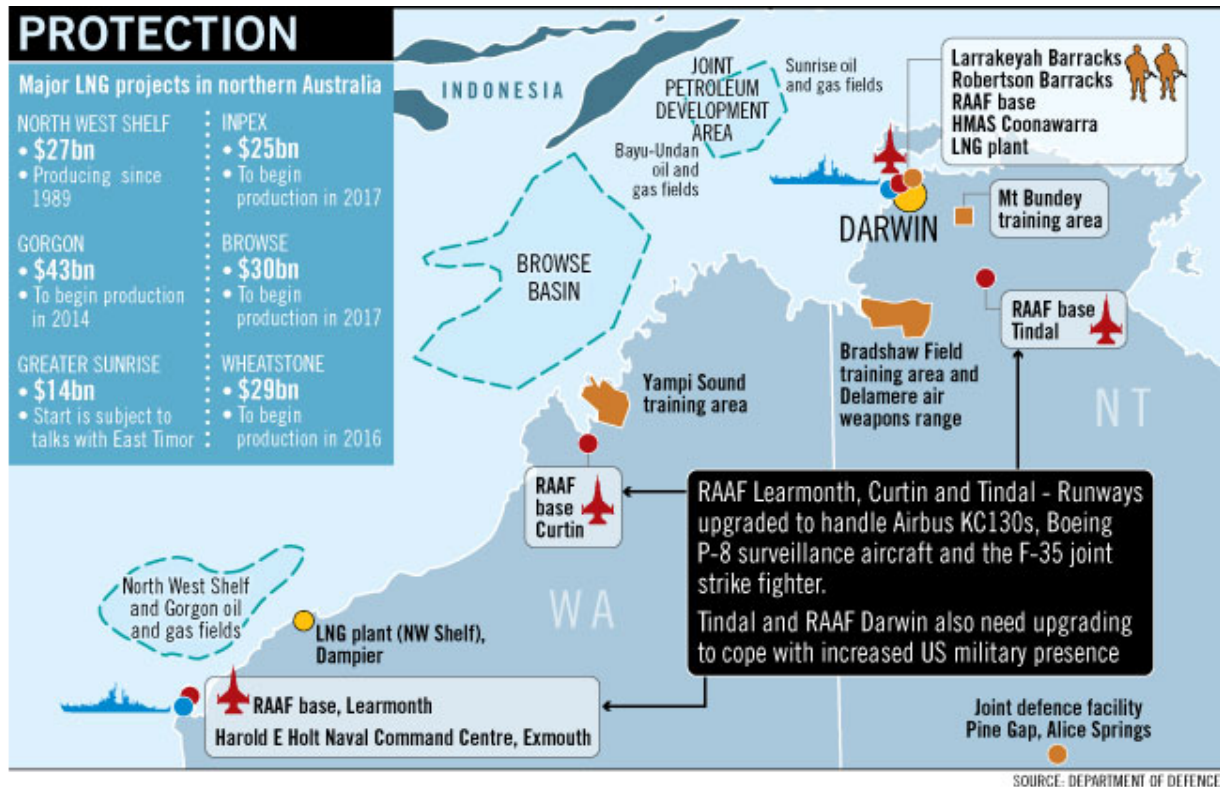 PROTECTION
Major LNG projects in northern Australia
NORTH WEST SHELF
• $27bn
• Producing since
1989
GORGON
• $43bn
• To begin production
in 2014
GREATER SUNRISE
• $14bn
• Start is subject to
talks with East Timor
INPEX
• $25bn
• To begin
production in 2017
BROWSE
• $30bn
• To begin
production in 2017
WHEATSTONE
• $29bn
• To begin
production in 2016
INDONESIA
JOINT
PETROLEUM
DEVELOPMENT
AREA
Sunrise oil
and gas fields
Bayu-Undan
oil and
gas fields
Larrakeyah Barracks
Robertson Barracks
RAAF base
HMAS Coonawarra
LNG plant
DARWIN
Mt Bundey
training area
BROWSE
BASIN
RAAF base
Tindal
Bradshaw Field
training area and
Delamere air
weapons range
Yampi Sound
training area
NT
RAAF
base
Curtin
RAAF Learmonth, Curtin and Tindal - Runways
upgraded to handle Airbus KC130s, Boeing
P-8 surveillance aircraft and the F-35 joint
strike fighter.
Tindal and RAAF Darwin also need upgrading
to cope with increased US military presence
North West Shelf
and Gorgon oil
and gas fields
WA
LNG plant (NW Shelf),
Dampier
RAAF base, Learmonth
Harold E Holt Naval Command Centre, Exmouth
Joint defence facility
Pine Gap, Alice Springs
SOURCE: DEPARTMENT OF DEFENCE